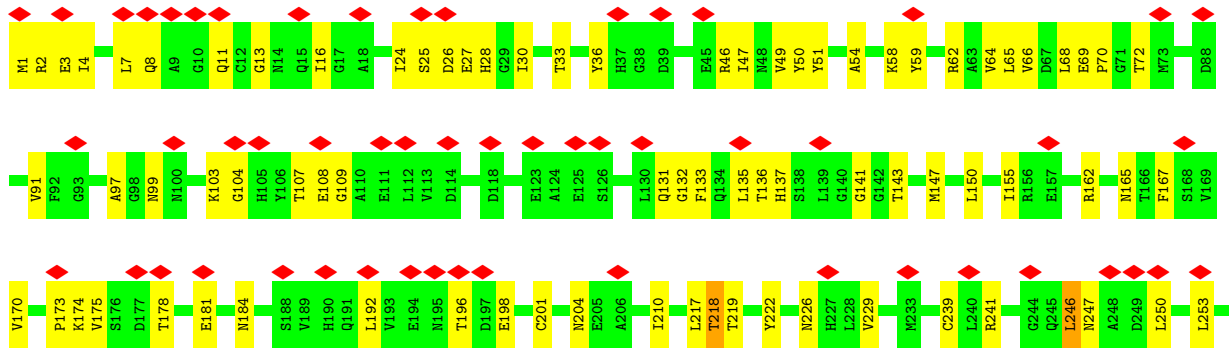 M1 R2 E3 I4 L7 Q8 A9 G10 Q11 C12 G13 N14 Q15 I16 G17 A18 I24 S25 D26 E27 H28 G29 I30 T33 Y36 H37 G38 D39 E45 R46 I47 N48 V49 Y50 Y51 A54 K58 Y59 R62 A63 V64 L65 V66 D67 L68 E69 P70 G71 T72 M73 D88
V91 F92 G93 A97 G98 N99 N100 K103 G104 H105 Y106 T107 E108 G109 A110 E111 L112 V113 D114 D118 E123 A124 E125 S126 L130 Q131 G132 F133 Q134 L135 T136 H137 S138 L139 G140 G141 G142 T143 M147 L150 I155 R156 E157 R162 N165 T166 F167 S168 V169
V170 P173 K174 V175 S176 D177 T178 E181 N184 S188 V189 H190 Q191 L192 V193 E194 N195 T196 D197 E198 C201 N204 E205 A206 I210 L217 T218 T219 Y222 N226 H227 L228 V229 M233 C239 L240 R241 G244 Q245 L246 N247 A248 D249 L250 L253